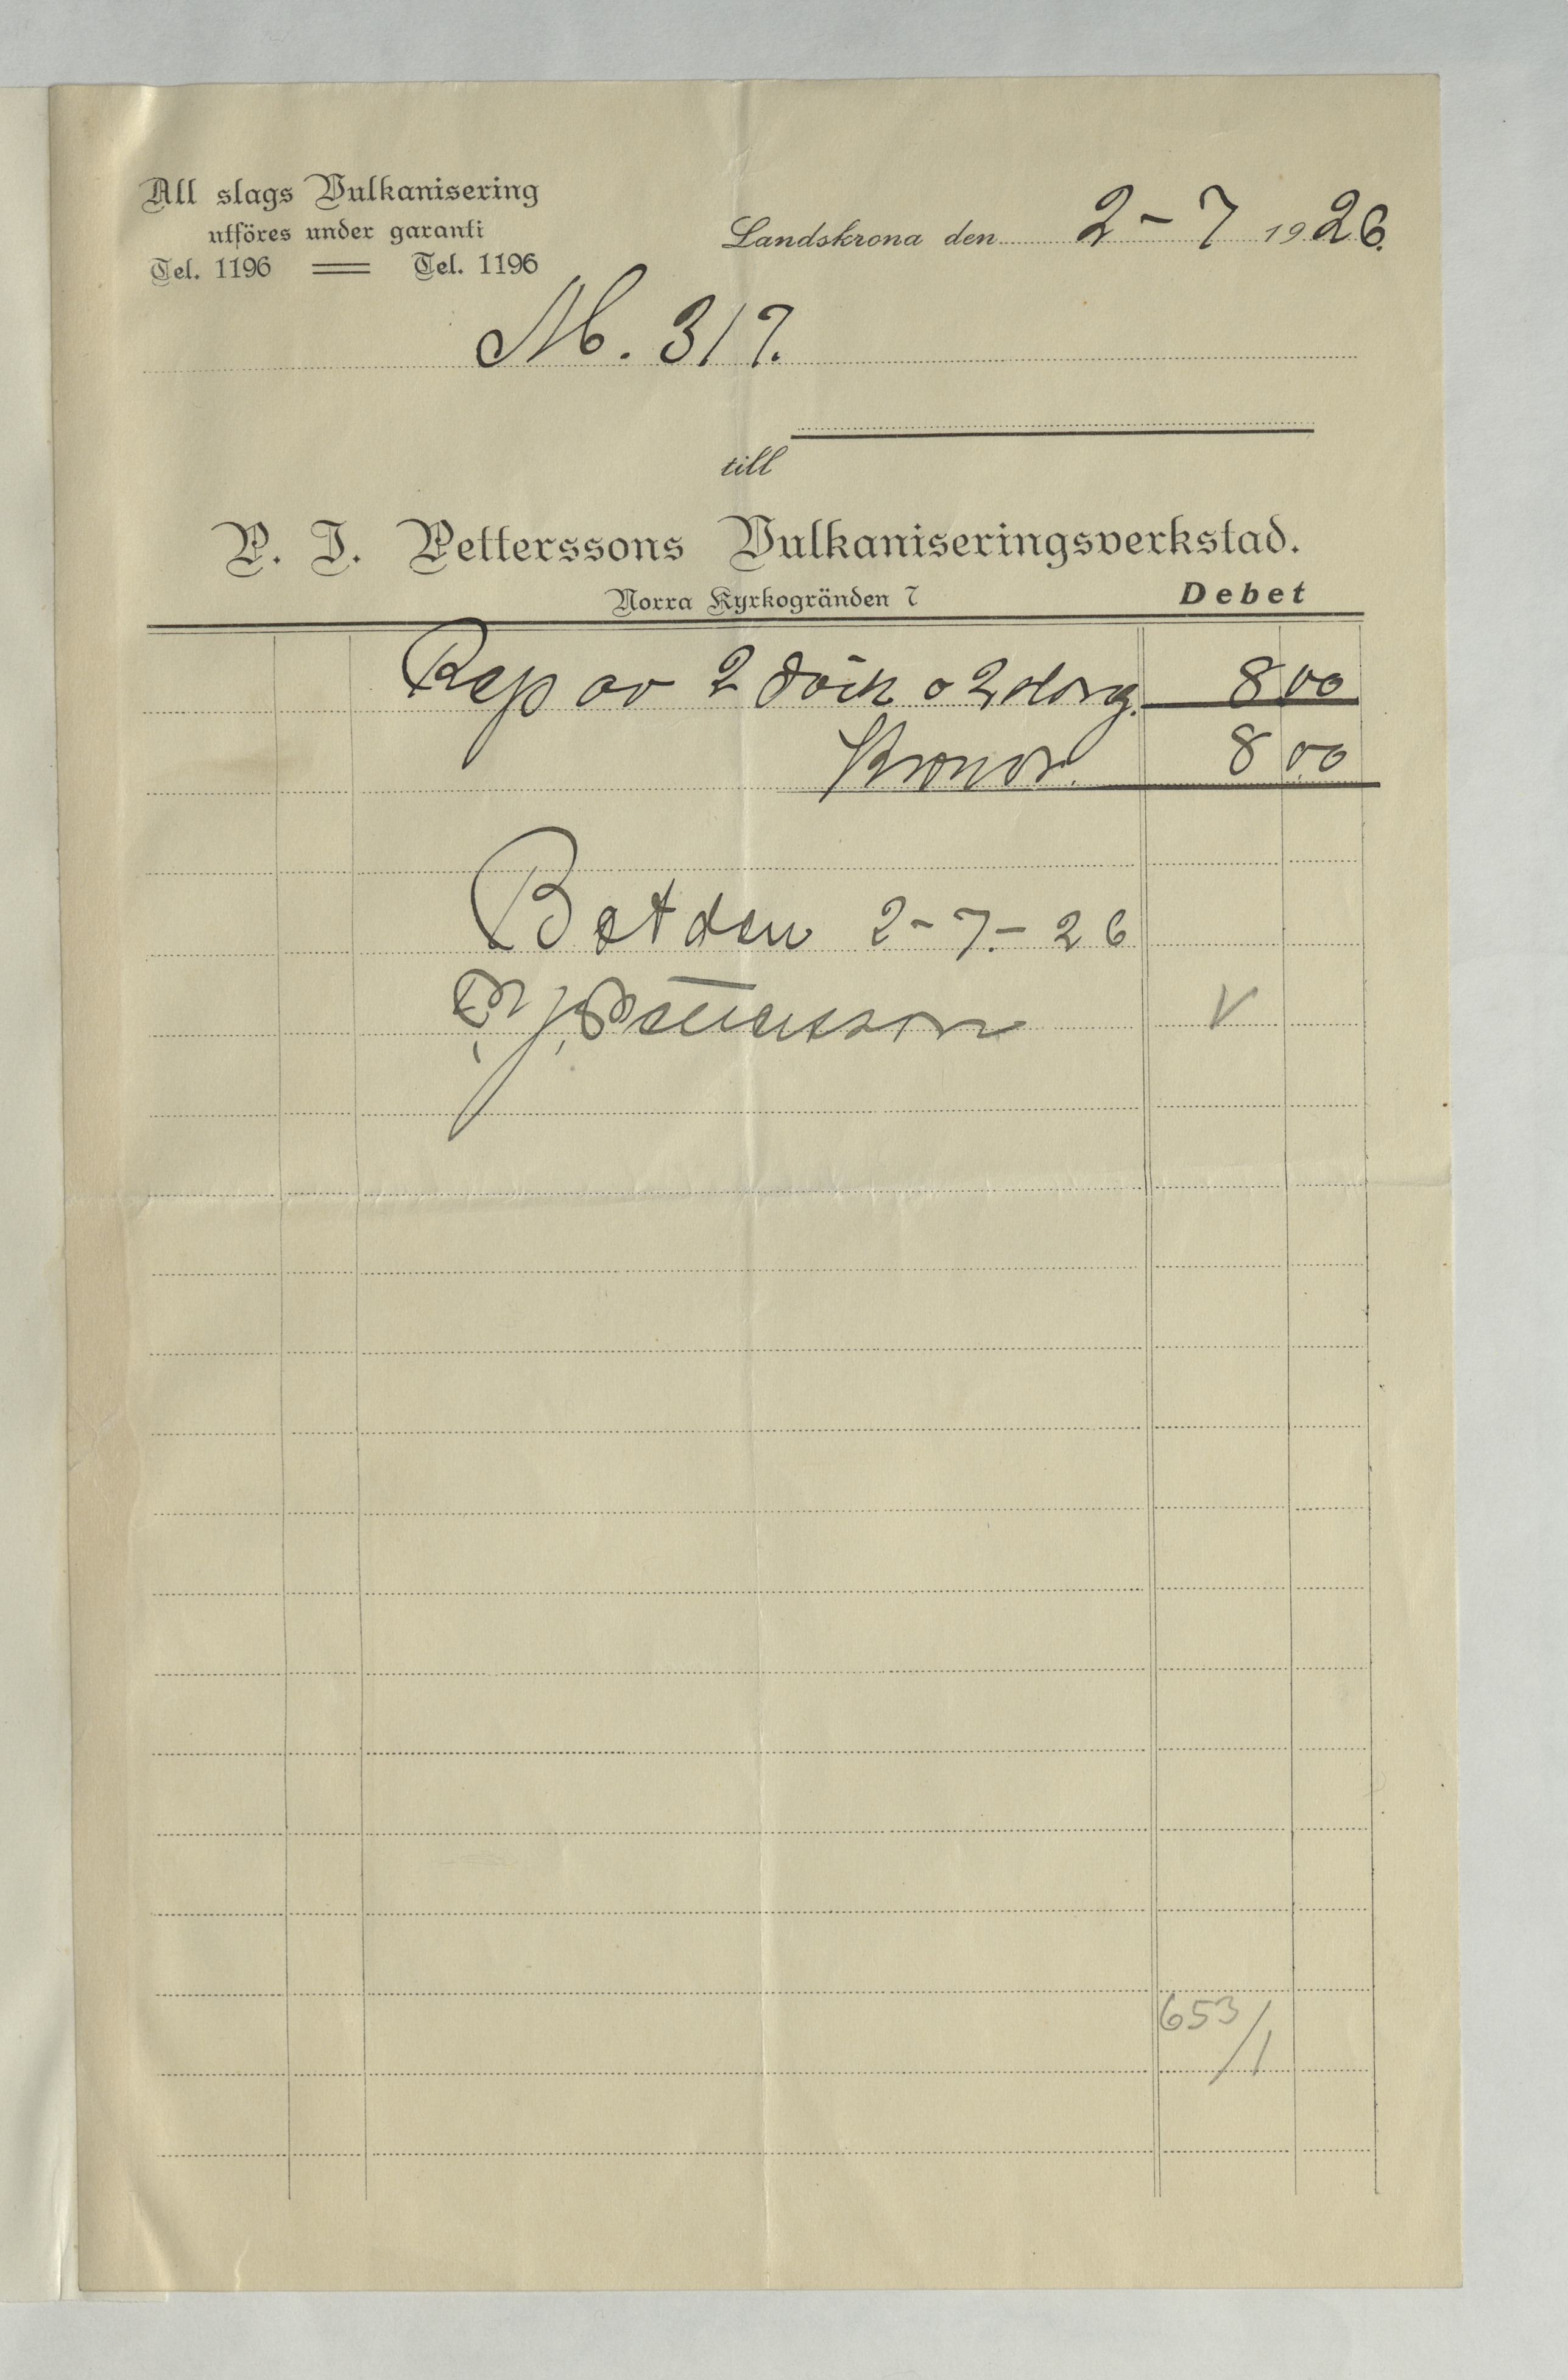 All slags Vulkanisering
utföres under garanti
Tel. 1196 Tel. 1196
Landskrona den 2-7 1926.
M. 317.
till
P. J. Petterssons Vulkaniseringsverkstad.
Norra Kyrkogränden 7 Debet
Rep av 2 däck o 2 slang. 8 00
Kronor. 8 00
Bet den 2-7-26
P. J. Pettersson V
653/1